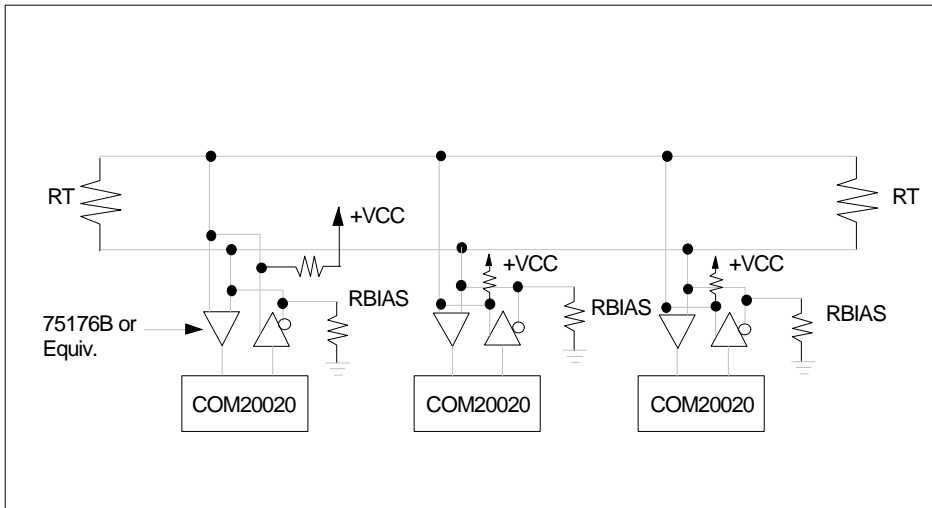 RT
RT
+VCC
+VCC
+VCC
RBIAS
RBIAS
RBIAS
75176B or
Equiv.
COM20020
COM20020
COM20020